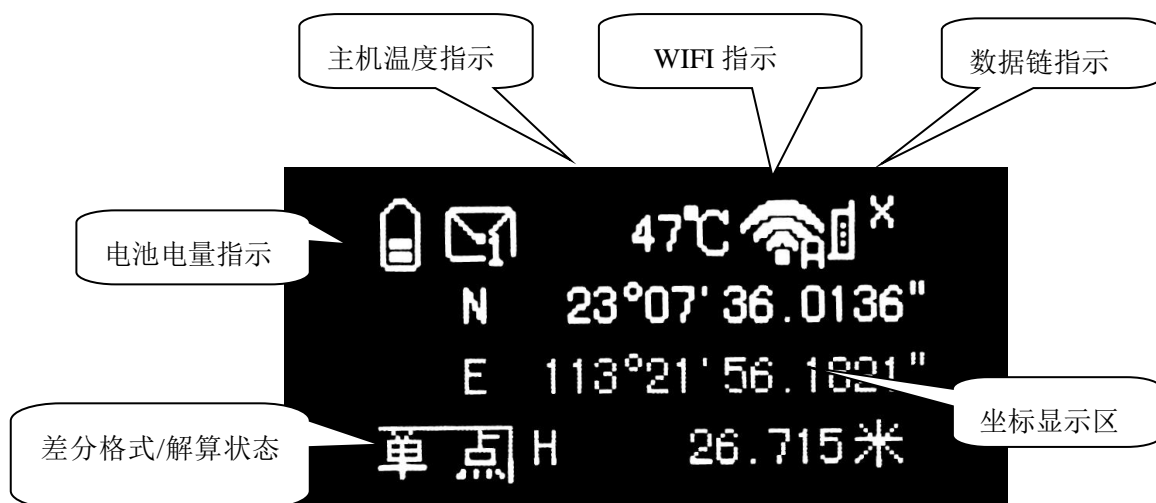 主机温度指示
WIFI 指示
数据链指示
电池电量指示
47℃ X
N 23°07'36.0136"
E 113°21'56.1821"
坐标显示区
差分格式/解算状态
单点 H 26.715米